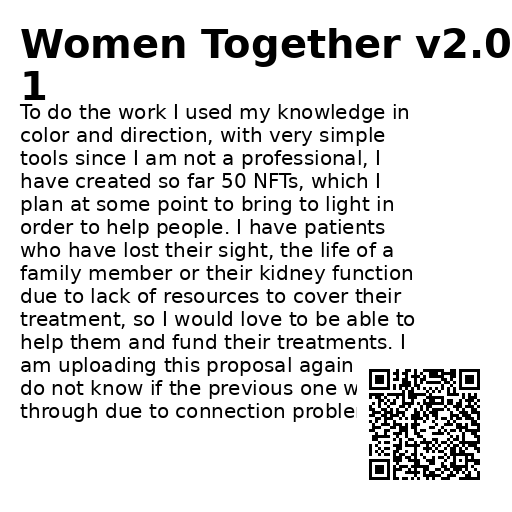 Women Together v2.0
1
To do the work I used my knowledge in
color and direction, with very simple
tools since I am not a professional, I
have created so far 50 NFTs, which I
plan at some point to bring to light in
order to help people. I have patients
who have lost their sight, the life of a
family member or their kidney function
due to lack of resources to cover their
treatment, so I would love to be able to
help them and fund their treatments. I
am uploading this proposal again
do not know if the previous one
through due to connection